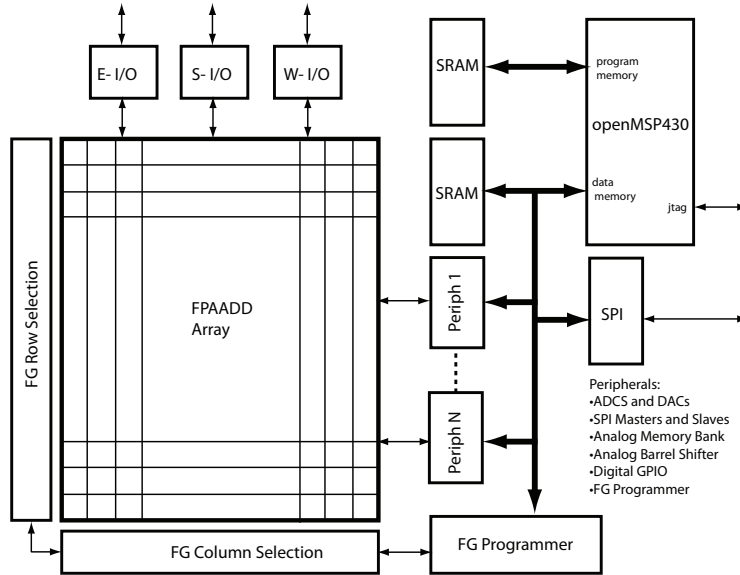 E- I/O
S- I/O
W- I/O
SRAM
program
memory
openMSP430
SRAM
data
memory
jtag
FG Row Selection
FPAADD
Array
Periph 1
SPI
Periph N
Peripherals:
•ADCS and DACs
•SPI Masters and Slaves
•Analog Memory Bank
•Analog Barrel Shifter
•Digital GPIO
•FG Programmer
FG Column Selection
FG Programmer